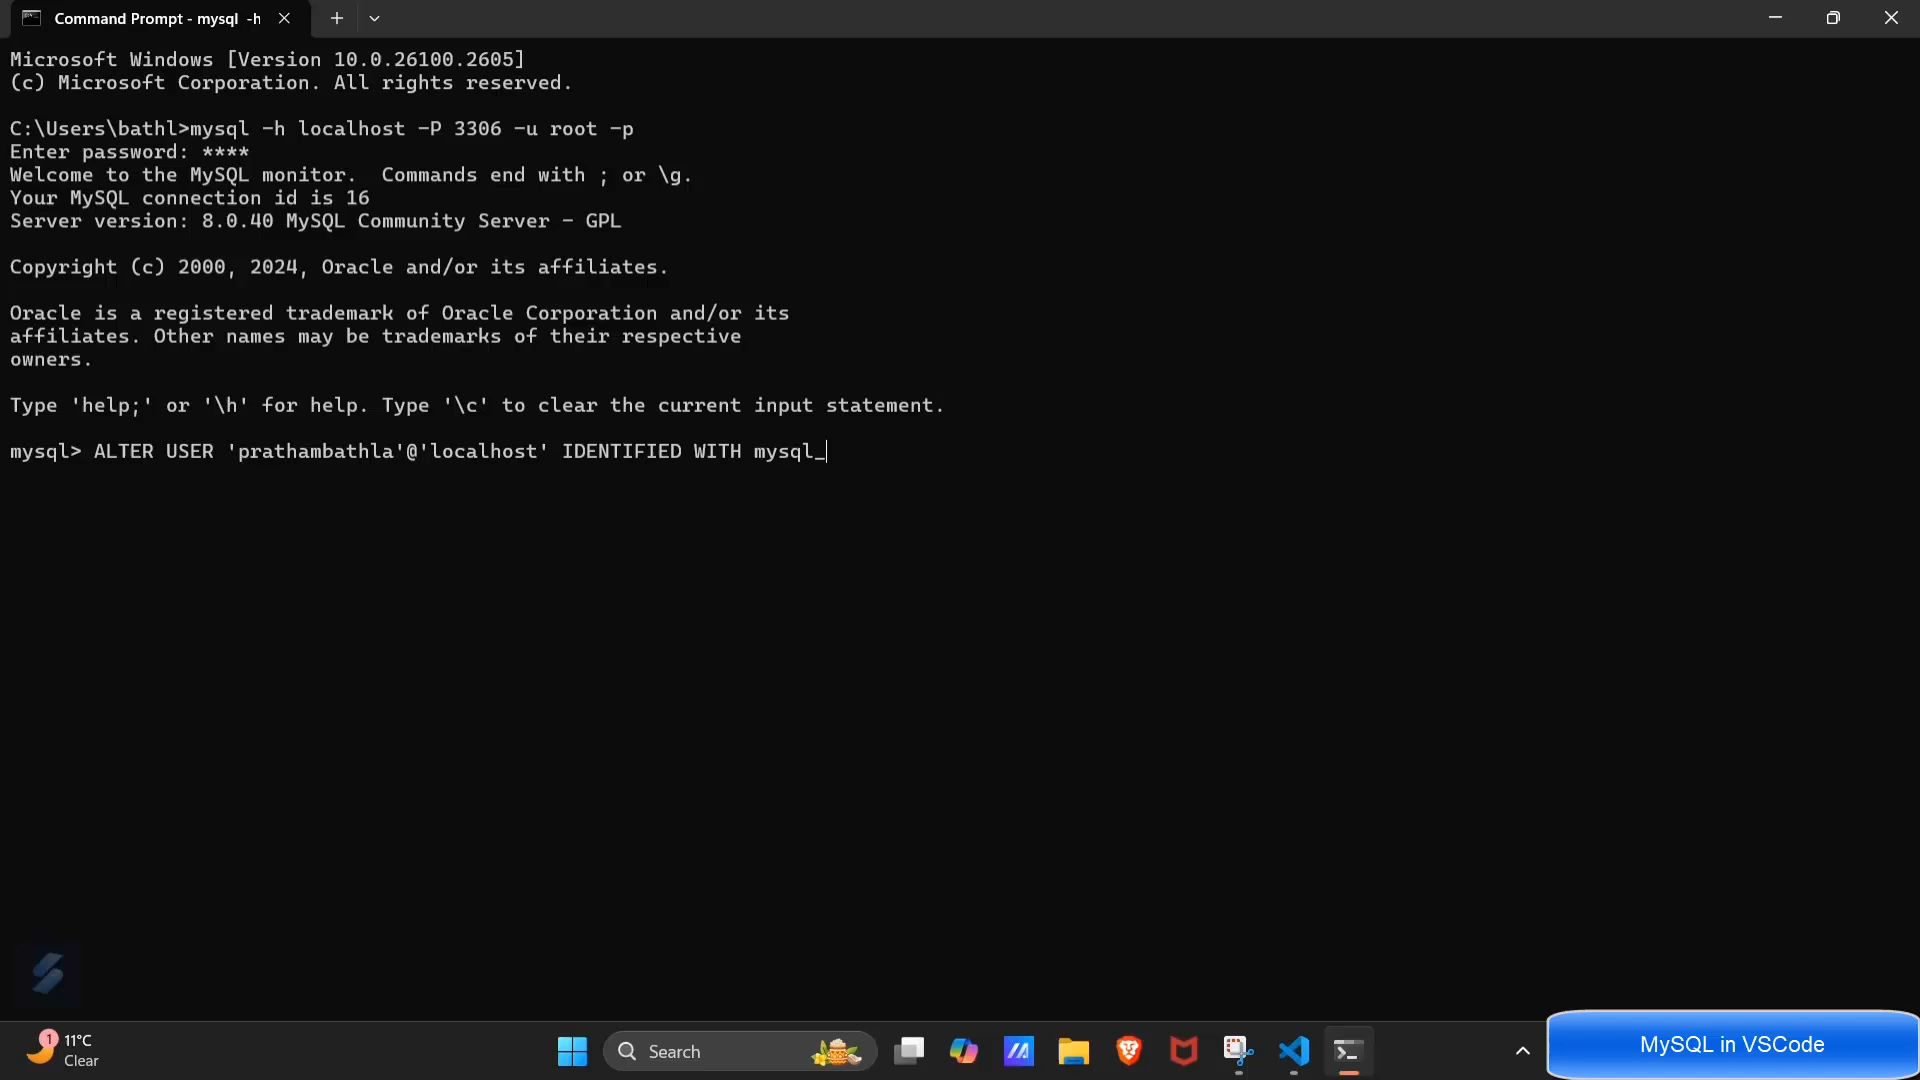 Command Prompt - mysql -h
Microsoft Windows [Version 10.0.26100.2605]
(c) Microsoft Corporation. All rights reserved.
C:\Users\bathl>mysql -h localhost -P 3306 -u root -p
Enter password: ****
Welcome to the MySQL monitor.  Commands end with ; or \g.
Your MySQL connection id is 16
Server version: 8.0.40 MySQL Community Server - GPL
Copyright (c) 2000, 2024, Oracle and/or its affiliates.
Oracle is a registered trademark of Oracle Corporation and/or its
affiliates. Other names may be trademarks of their respective
owners.
Type 'help;' or '\h' for help. Type '\c' to clear the current input statement.
mysql> ALTER USER 'prathambathla'@'localhost' IDENTIFIED WITH mysql_
1
11°C
Clear
Search
MySQL in VSCode